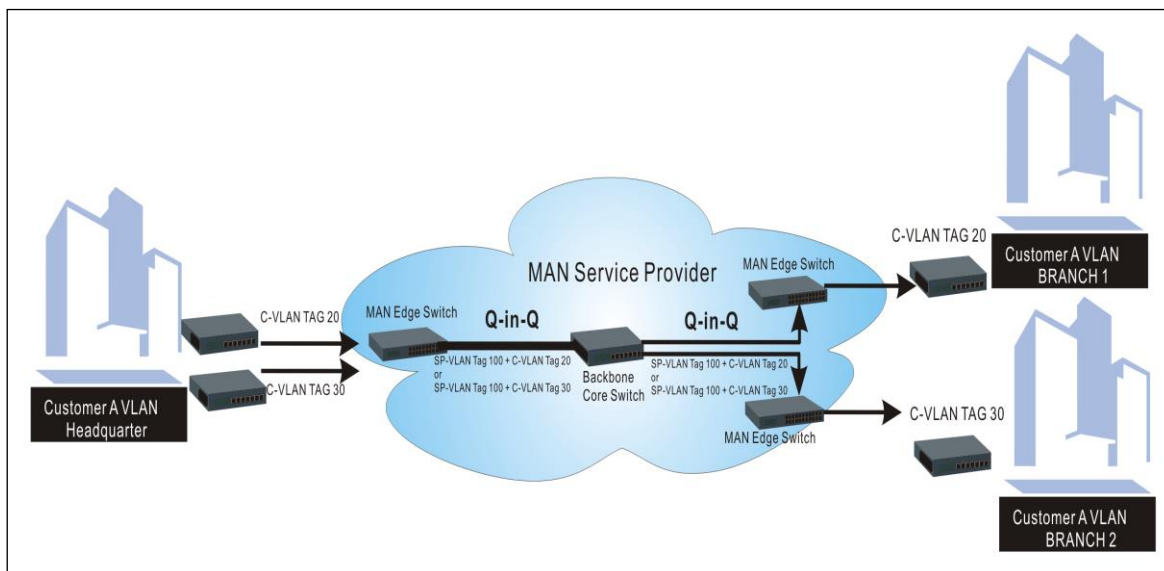 C-VLAN TAG 20
C-VLAN TAG 30
Customer A VLAN
Headquarter
MAN Service Provider
MAN Edge Switch
Q-in-Q
SP-VLAN Tag 100 + C-VLAN Tag 20
or
SP-VLAN Tag 100 + C-VLAN Tag 30
Backbone
Core Switch
Q-in-Q
SP-VLAN Tag 100 + C-VLAN Tag 20
or
SP-VLAN Tag 100 + C-VLAN Tag 30
MAN Edge Switch
MAN Edge Switch
C-VLAN TAG 20
Customer A VLAN
BRANCH 1
C-VLAN TAG 30
Customer A VLAN
BRANCH 2